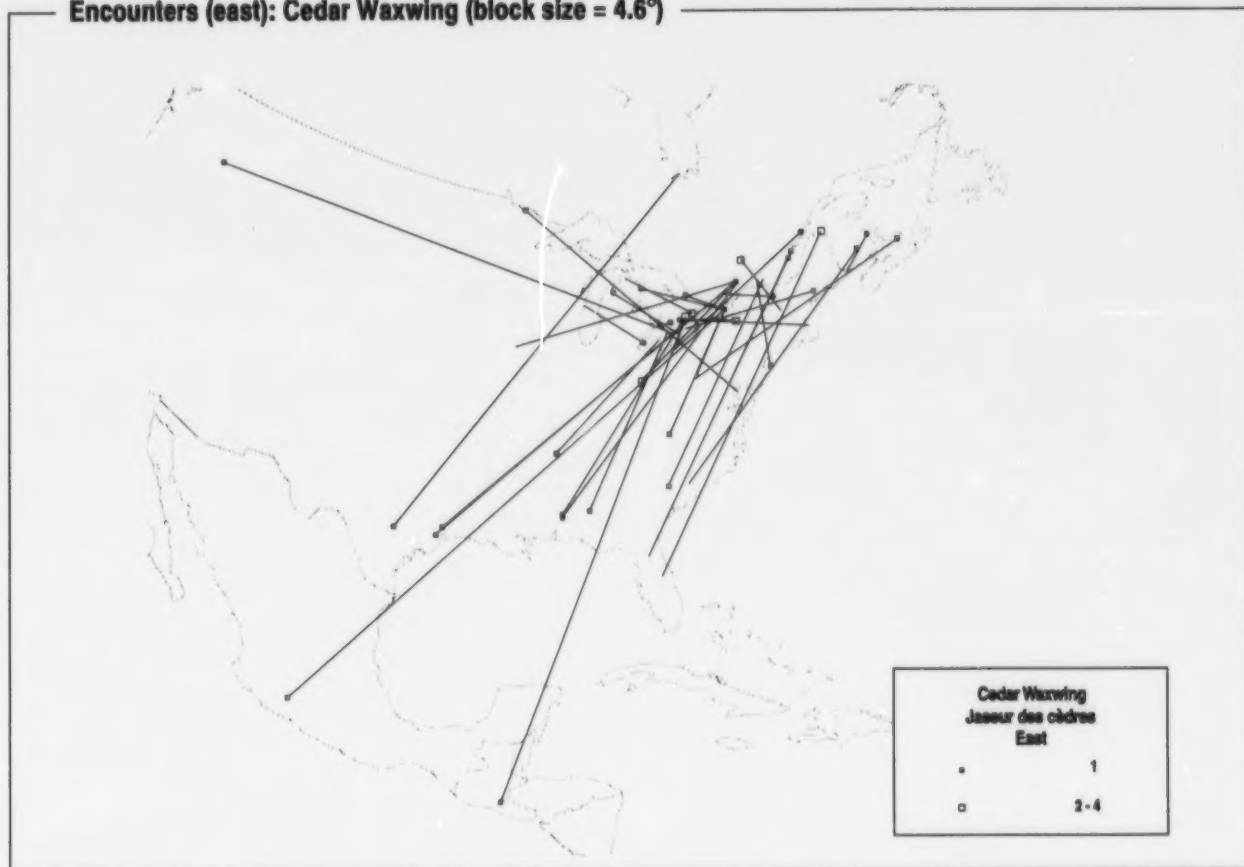 Encounters (east): Cedar Waxwing (block size = 4.6°)
Cedar Waxwing
Jaseur des cèdres
East
1
2-4